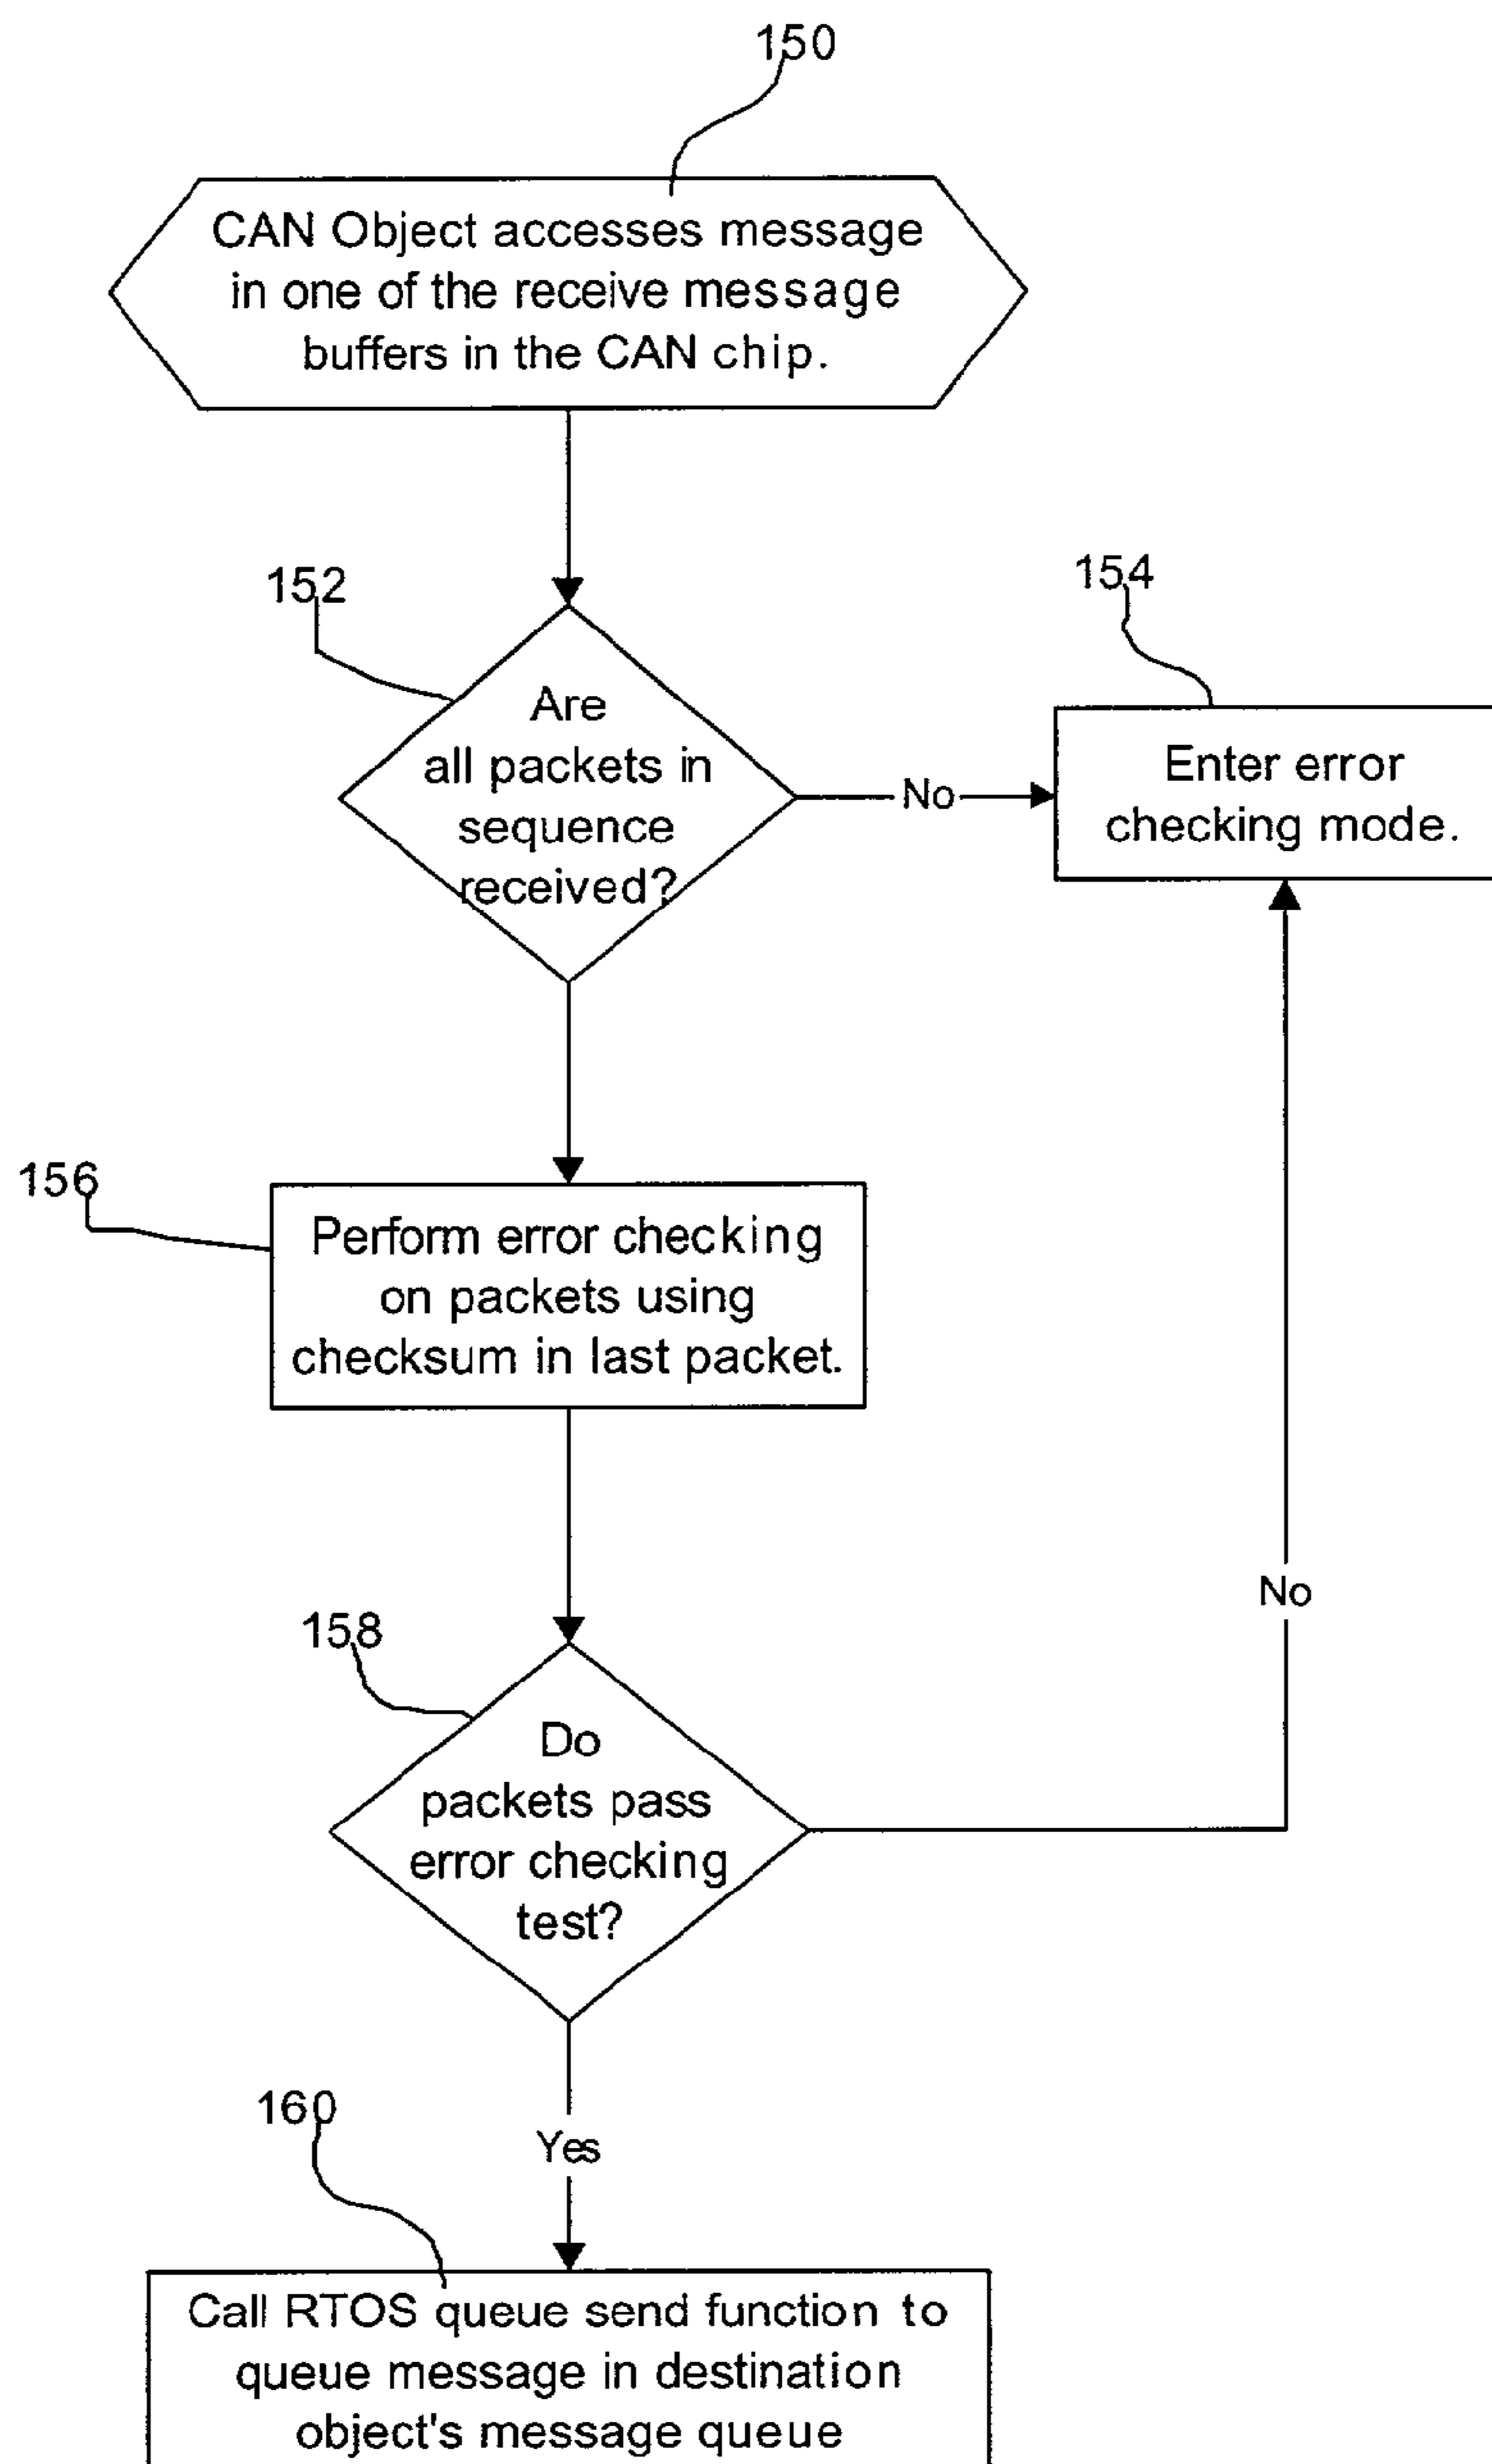 150
CAN Object accesses message
in one of the receive message
buffers in the CAN chip.
152
154
Are
all packets in
sequence
received?
No
Enter error
checking mode.
156
Perform error checking
on packets using
checksum in last packet.
No
158
Do
packets pass
error checking
test?
160
Yes
Call RTOS queue send function to
queue message in destination
object's message queue